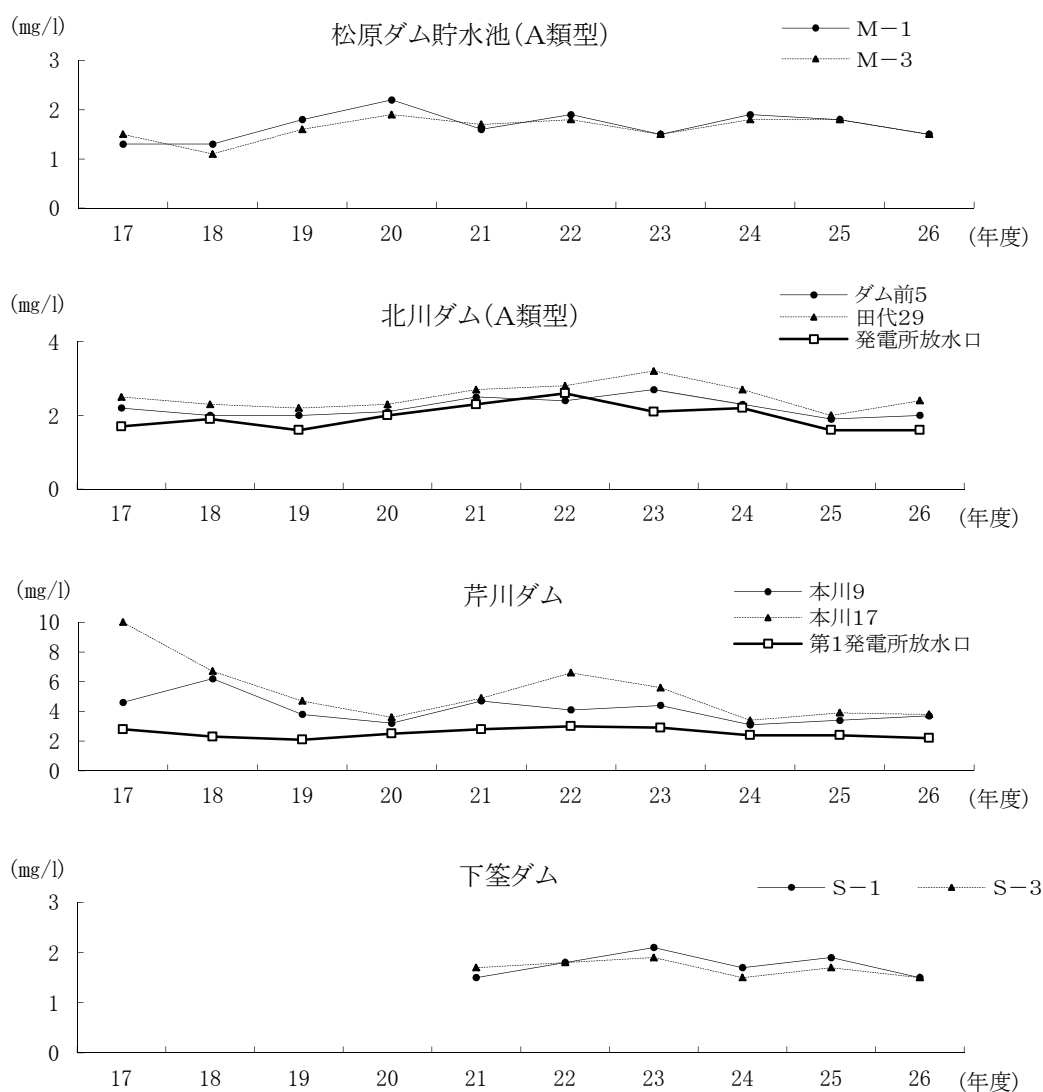 (mg/l)
松原ダム貯水池(A類型)
M-1
M-3
3
2
1
0
17 18 19 20 21 22 23 24 25 26 (年度)
(mg/l)
北川ダム(A類型)
ダム前5
田代29
発電所放水口
4
2
0
17 18 19 20 21 22 23 24 25 26 (年度)
(mg/l)
芹川ダム
本川9
本川17
第1発電所放水口
10
8
6
4
2
0
17 18 19 20 21 22 23 24 25 26 (年度)
(mg/l)
下筌ダム
S-1 S-3
3
2
1
0
17 18 19 20 21 22 23 24 25 26 (年度)